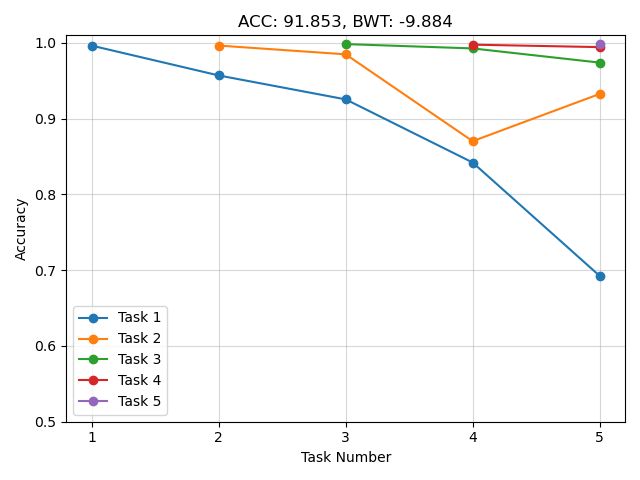 ACC: 91.853, BWT: -9.884
1.0
0.9
0.8
0.7
0.6
0.5
Accuracy
Task 1
Task 2
Task 3
Task 4
Task 5
1 2 3 4 5
Task Number